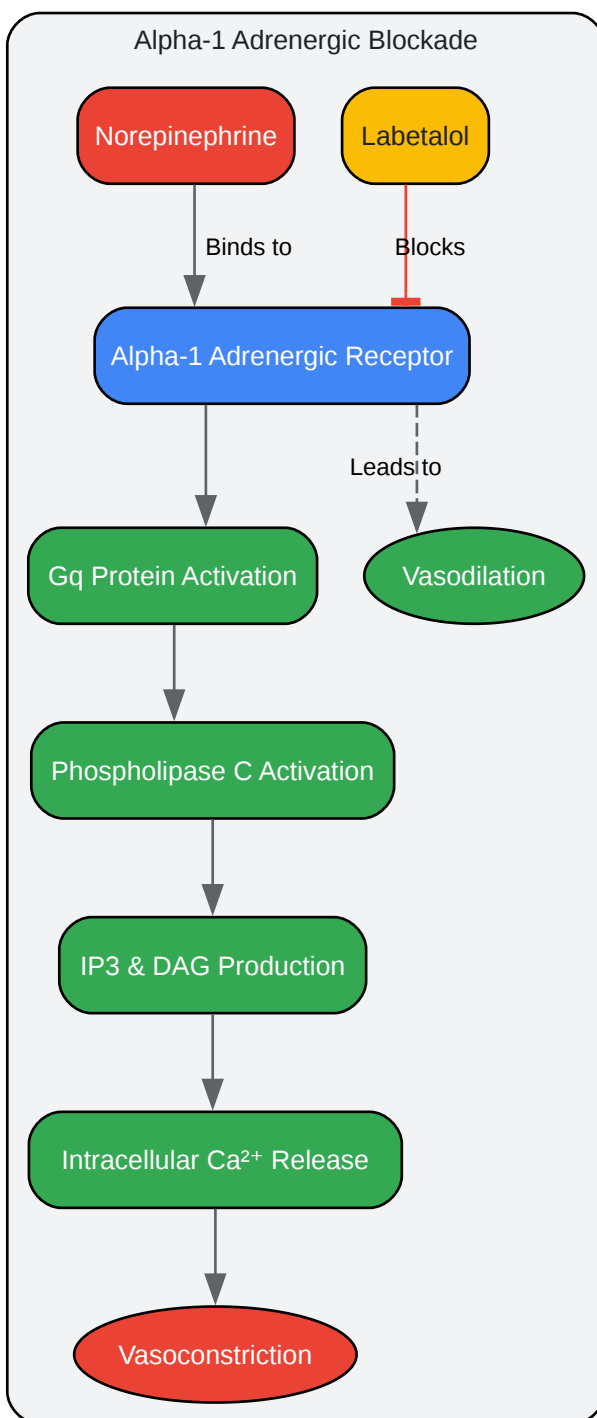 Alpha-1 Adrenergic Blockade
Norepinephrine
Labetalol
Binds to
Blocks
Alpha-1 Adrenergic Receptor
Leads to
Gq Protein Activation
Vasodilation
Phospholipase C Activation
IP3 & DAG Production
Intracellular Ca²⁺ Release
Vasoconstriction